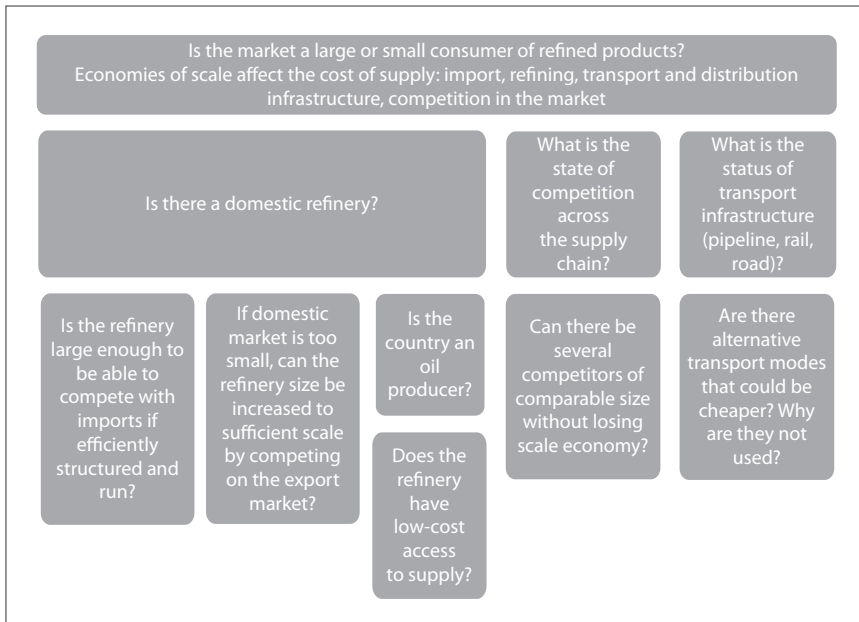 Is the market a large or small consumer of refined products?
Economies of scale affect the cost of supply: import, refining, transport and distribution
infrastructure, competition in the market
Is there a domestic refinery?
What is the
state of
competition
across
the supply
chain?
What is the
status of
transport
infrastructure
(pipeline, rail,
road)?
Is the refinery
large enough to
be able to
compete with
imports if
efficiently
structured and
run?
If domestic
market is too
small, can the
refinery size be
increased to
sufficient scale
by competing
on the export
market?
Is the
country an
oil
producer?
Does the
refinery
have
low-cost
access
to supply?
Can there be
several
competitors of
comparable size
without losing
scale economy?
Are there
alternative
transport modes
that could be
cheaper? Why
are they not
used?